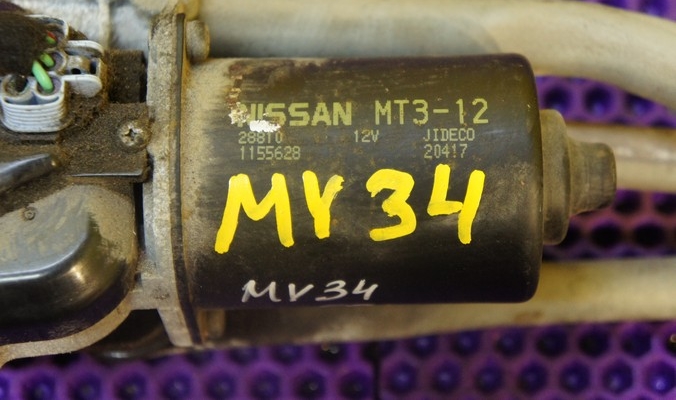 NISSAN MT3-12
28810 12V JIDECO
1155628 20417
MY34
MY34